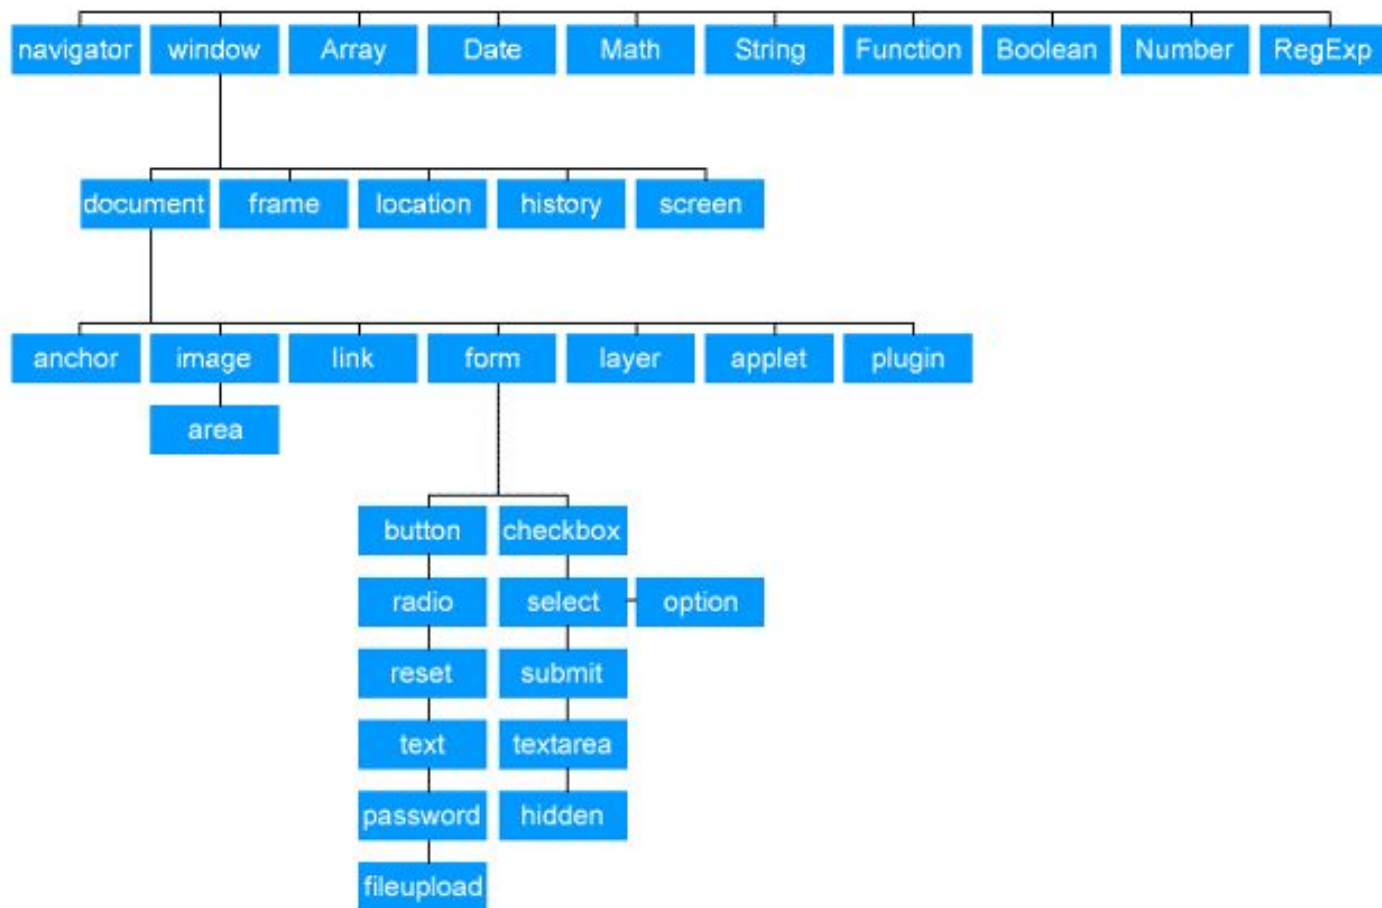 navigator window Array Date Math String Function Boolean Number RegExp
document frame location history screen
anchor image link form layer applet plugin
area
button checkbox
radio select option
reset submit
text textarea
password hidden
fileupload